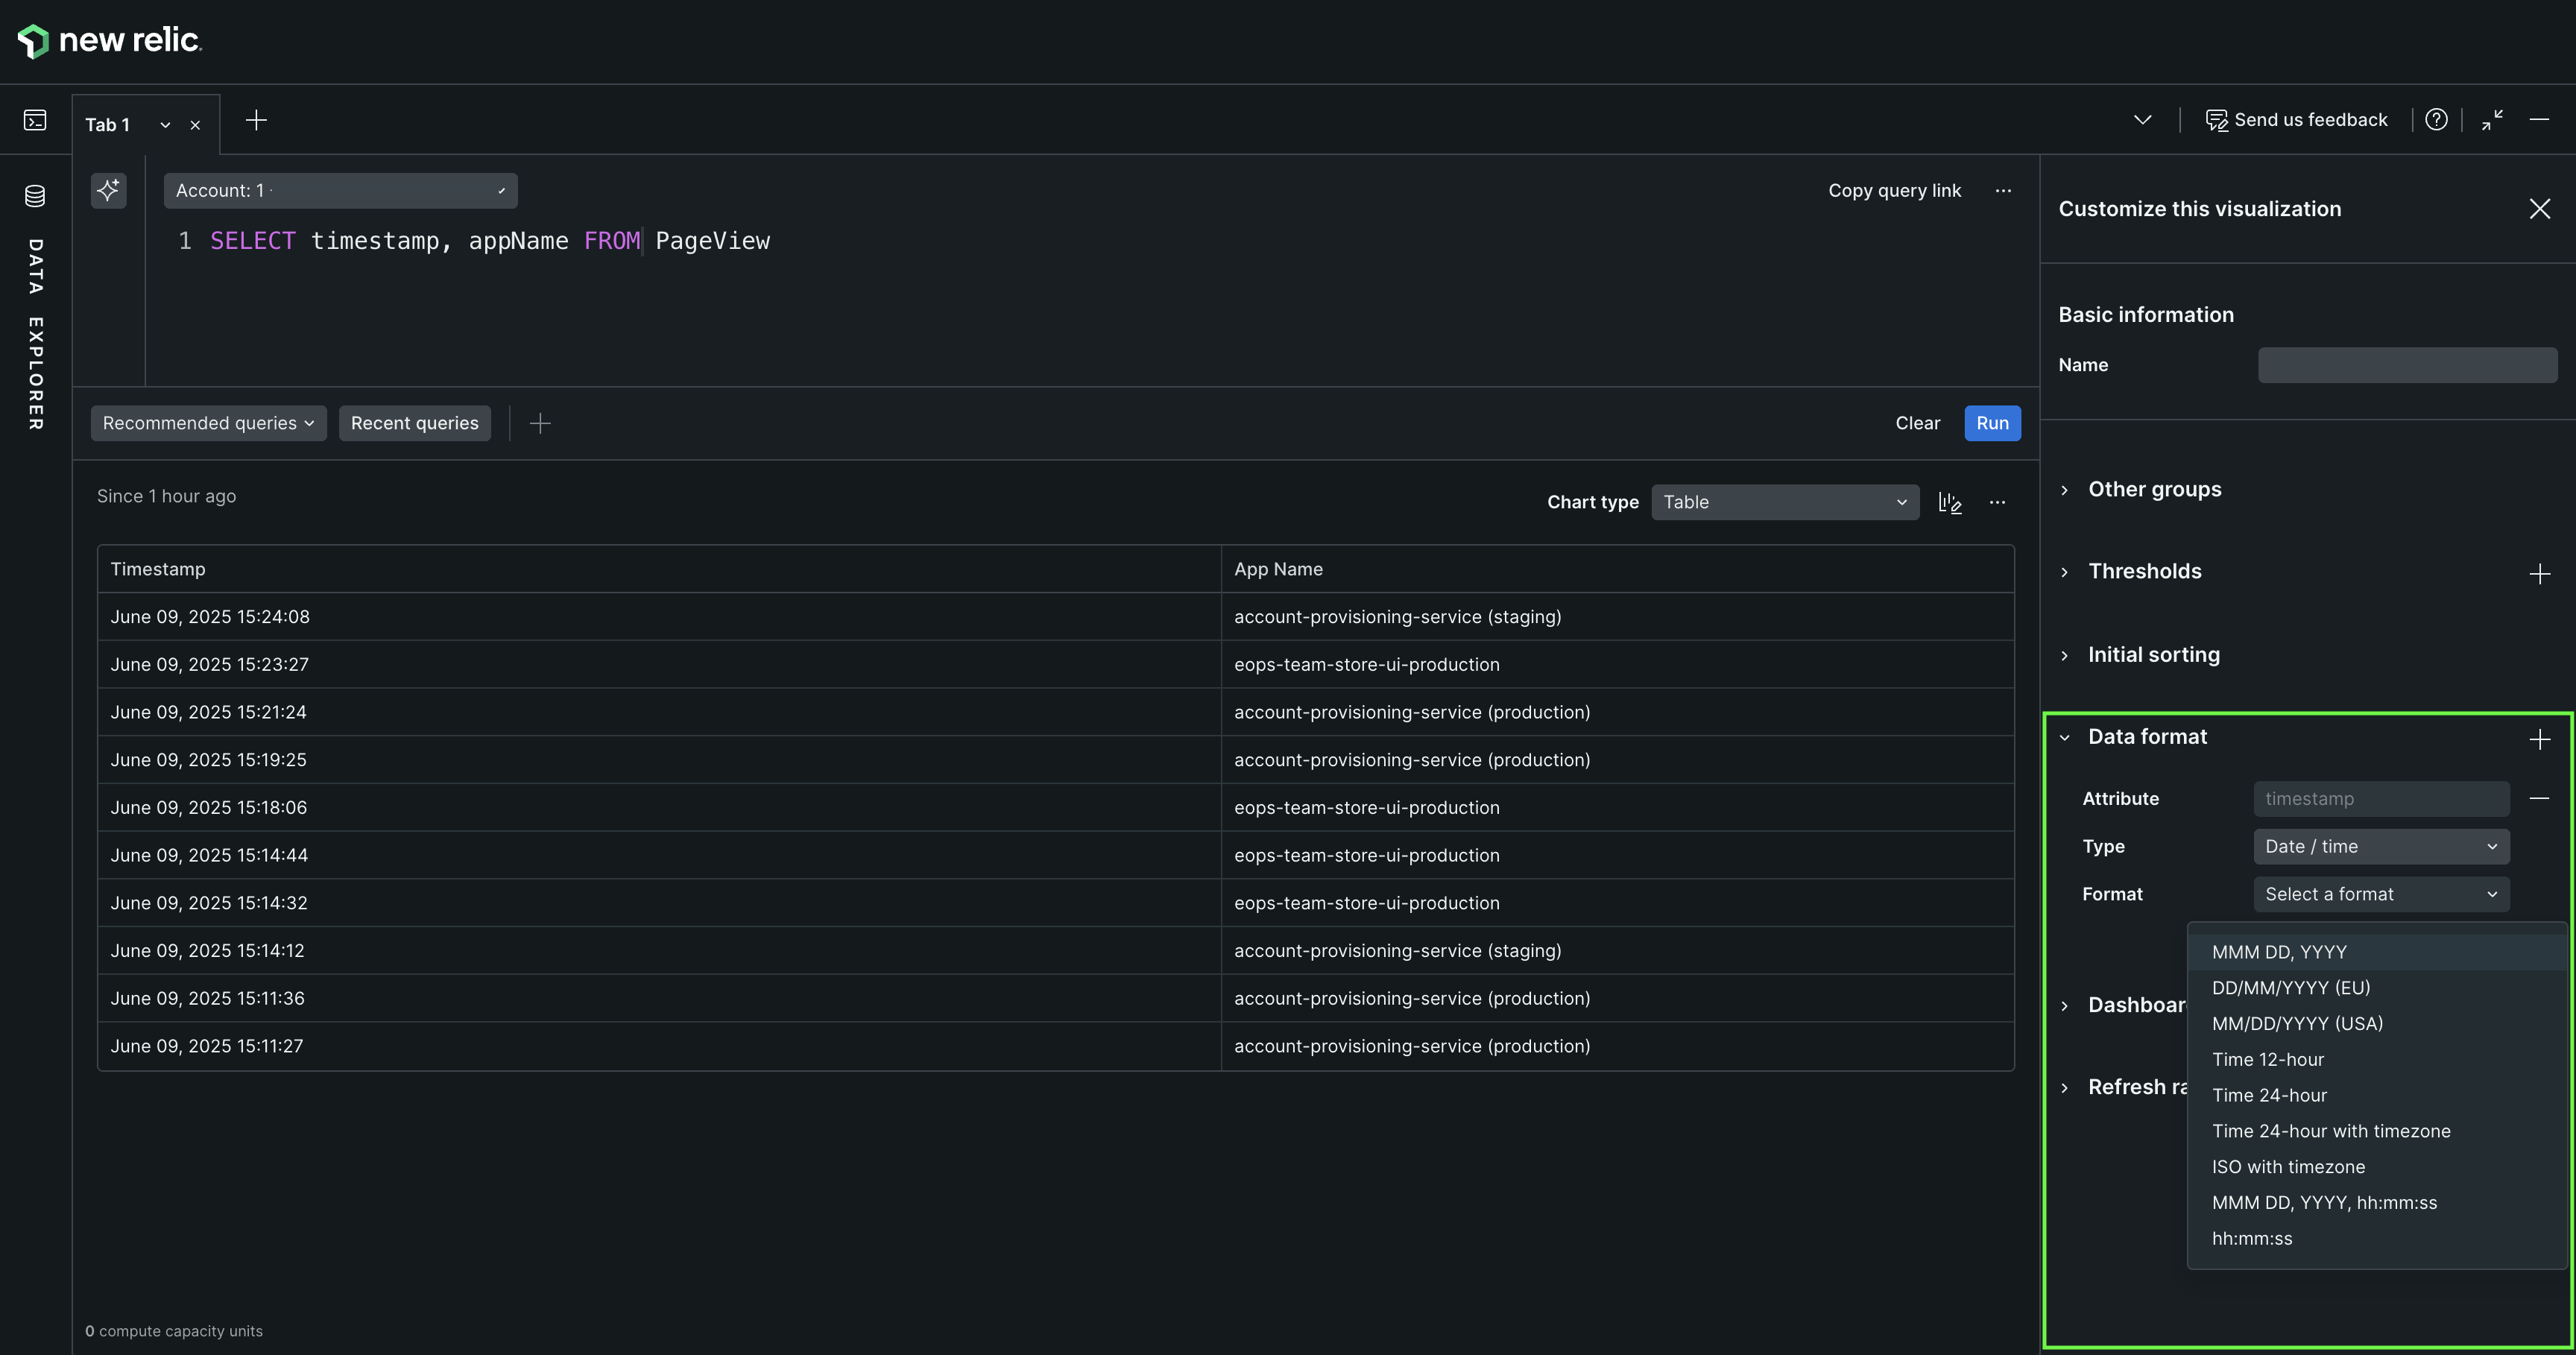 new relic
Tab 1
Send us feedback
DATA EXPLORER
Account: 1
Copy query link
1 SELECT timestamp, appName FROM PageView
Recommended queries
Recent queries
Clear
Run
Since 1 hour ago
Chart type
Table
Timestamp App Name
June 09, 2025 15:24:08 account-provisioning-service (staging)
June 09, 2025 15:23:27 eops-team-store-ui-production
June 09, 2025 15:21:24 account-provisioning-service (production)
June 09, 2025 15:19:25 account-provisioning-service (production)
June 09, 2025 15:18:06 eops-team-store-ui-production
June 09, 2025 15:14:44 eops-team-store-ui-production
June 09, 2025 15:14:32 eops-team-store-ui-production
June 09, 2025 15:14:12 account-provisioning-service (staging)
June 09, 2025 15:11:36 account-provisioning-service (production)
June 09, 2025 15:11:27 account-provisioning-service (production)
0 compute capacity units
Customize this visualization
Basic information
Name
Other groups
Thresholds
Initial sorting
Data format
Attribute timestamp
Type Date / time
Format Select a format
MMM DD, YYYY
DD/MM/YYYY (EU)
MM/DD/YYYY (USA)
Time 12-hour
Time 24-hour
Time 24-hour with timezone
ISO with timezone
MMM DD, YYYY, hh:mm:ss
hh:mm:ss
Dashboar
Refresh ra